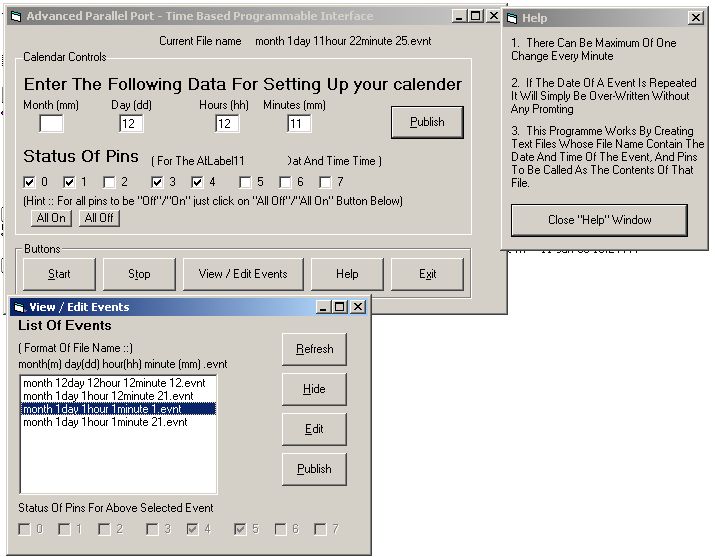 Advanced Parallel Port - Time Based Programmable Interface
Current File name month 1day 11hour 22minute 25.evnt
Calendar Controls
Enter The Following Data For Setting Up your calender
Month (mm) Day (dd) Hours (hh) Minutes (mm)
12 12 11
Publish
Status Of Pins ( For The AtLabel11 )at And Time Time )
0 1 2 3 4 5 6 7
(Hint :: For all pins to be "Off"/"On" just click on "All Off"/"All On" Button Below)
All On All Off
Buttons
Start Stop View / Edit Events Help Exit
Help
1. There Can Be Maximum Of One
Change Every Minute
2. If The Date Of A Event Is Repeated
It Will Simply Be Over-Written Without
Any Promting
3. This Programme Works By Creating
Text Files Whose File Name Contain The
Date And Time Of The Event, And Pins
To Be Called As The Contents Of That
File.
Close "Help" Window
View / Edit Events
List Of Events
( Format Of File Name ::)
month(m) day(dd) hour(hh) minute (mm) .evnt
month 12day 12hour 12minute 12.evnt
month 1day 1hour 12minute 21.evnt
month 1day 1hour 1minute 1.evnt
month 1day 1hour 1minute 21.evnt
Refresh
Hide
Edit
Publish
Status Of Pins For Above Selected Event
0 1 2 3 4 5 6 7